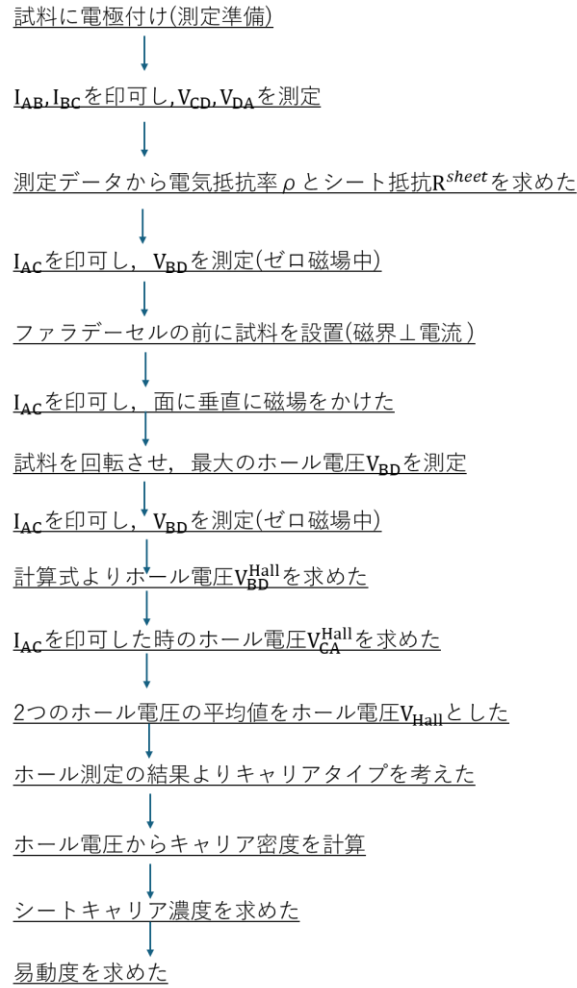 試料に電極付け(測定準備)
I_AB,I_BCを印可し,V_CD,V_DAを測定
測定データから電気抵抗率ρとシート抵抗R^sheetを求めた
I_ACを印可し，V_BDを測定(ゼロ磁場中)
ファラデーセルの前に試料を設置(磁界⊥電流)
I_ACを印可し，面に垂直に磁場をかけた
試料を回転させ，最大のホール電圧V_BDを測定
I_ACを印可し，V_BDを測定(ゼロ磁場中)
計算式よりホール電圧V_BD^Hallを求めた
I_ACを印可した時のホール電圧V_CA^Hallを求めた
2つのホール電圧の平均値をホール電圧V_Hallとした
ホール測定の結果よりキャリアタイプを考えた
ホール電圧からキャリア密度を計算
シートキャリア濃度を求めた
易動度を求めた